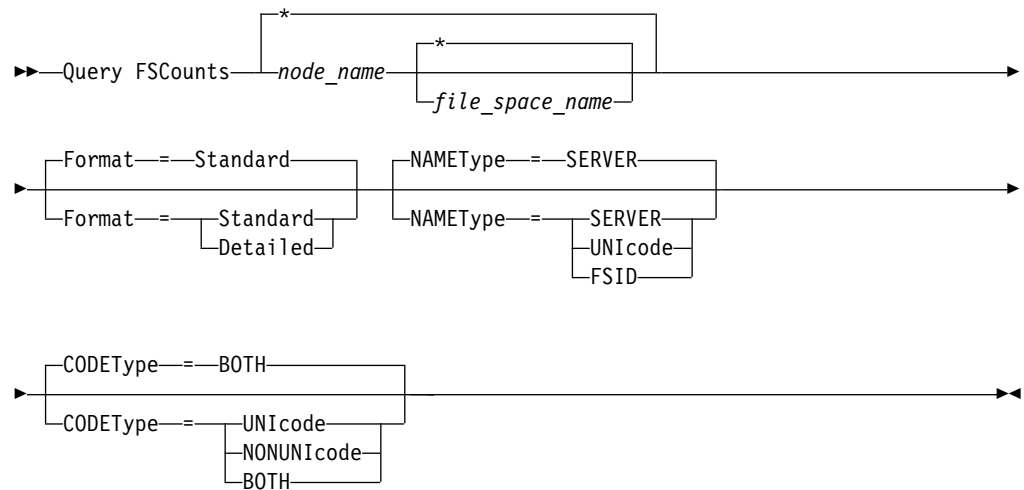 *
*
Query FSCounts node_name
file_space_name
Format = Standard NAMEType = SERVER
Format = Standard NAMEType = SERVER
Detailed UNIcode
FSID
CODEType = BOTH
CODEType = UNIcode
NONUNIcode
BOTH